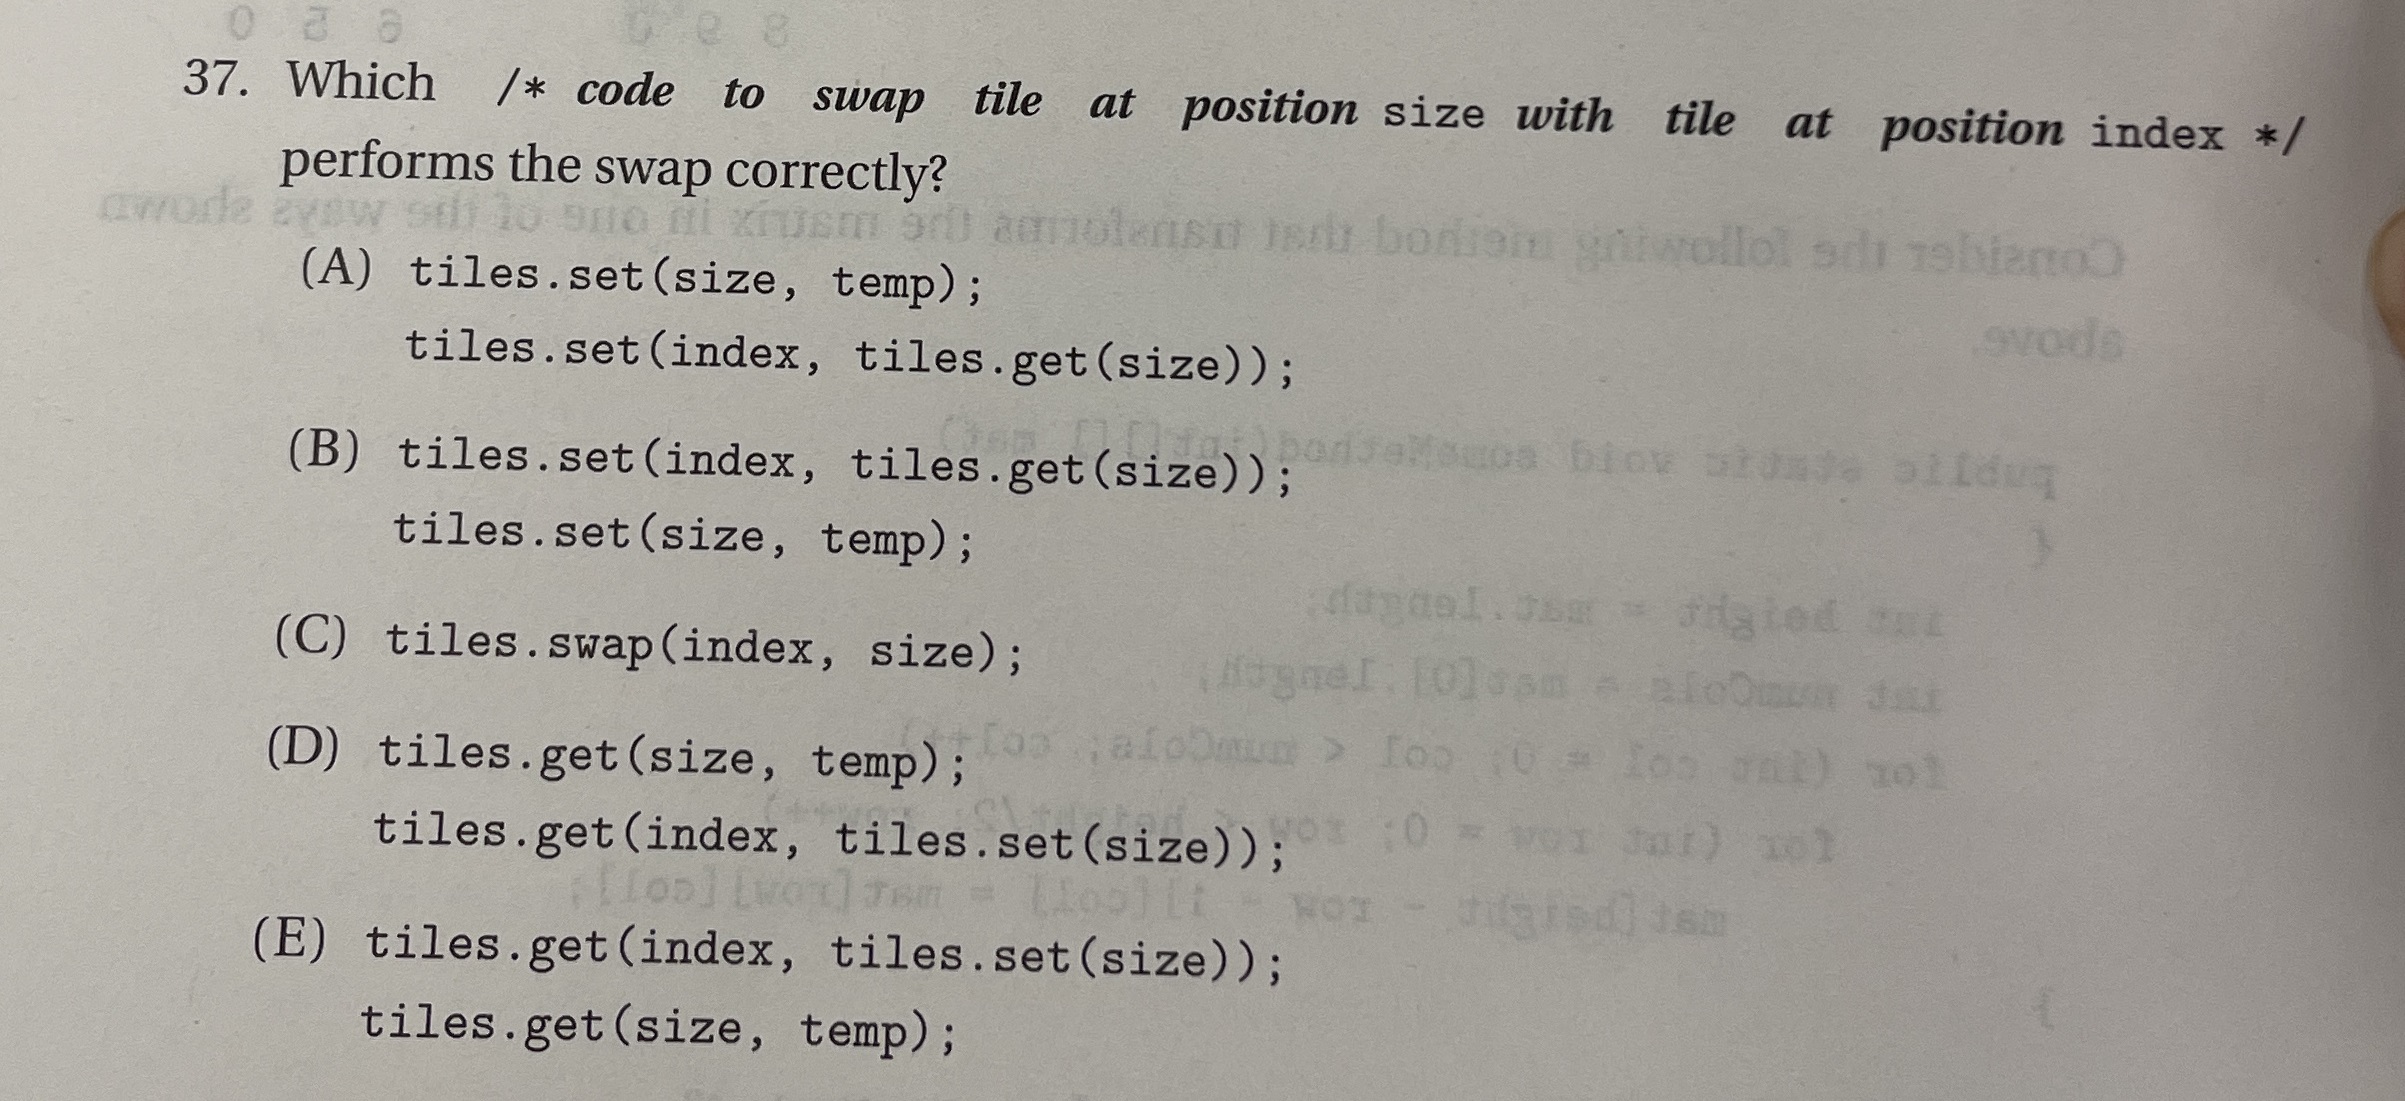 37. Which /* code to swap tile at position size with tile at position index */
performs the swap correctly?
(A) tiles.set(size, temp);
tiles.set(index, tiles.get(size));
(B) tiles.set(index, tiles.get(size));
tiles.set(size, temp);
(C) tiles.swap(index, size);
(D) tiles.get(size, temp);
tiles.get(index, tiles.set(size));
(E) tiles.get(index, tiles.set(size));
tiles.get(size, temp);